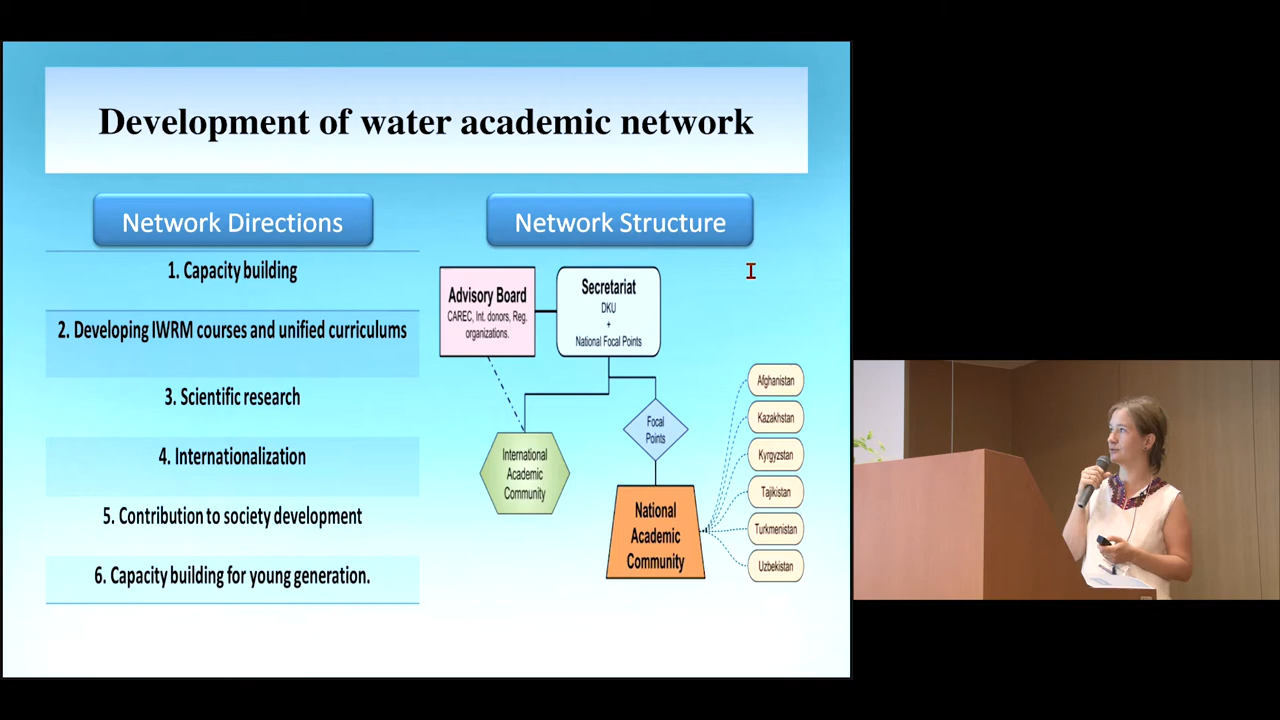 Development of water academic network
Network Directions
1. Capacity building
2. Developing IWRM courses and unified curriculums
3. Scientific research
4. Internationalization
5. Contribution to society development
6. Capacity building for young generation.
Network Structure
Advisory Board
CAREC, Int. donors, Reg.
organizations.
Secretariat
DKU
+
National Focal Points
International
Academic
Community
Focal
Points
National
Academic
Community
Afghanistan
Kazakhstan
Kyrgyzstan
Tajikistan
Turkmenistan
Uzbekistan